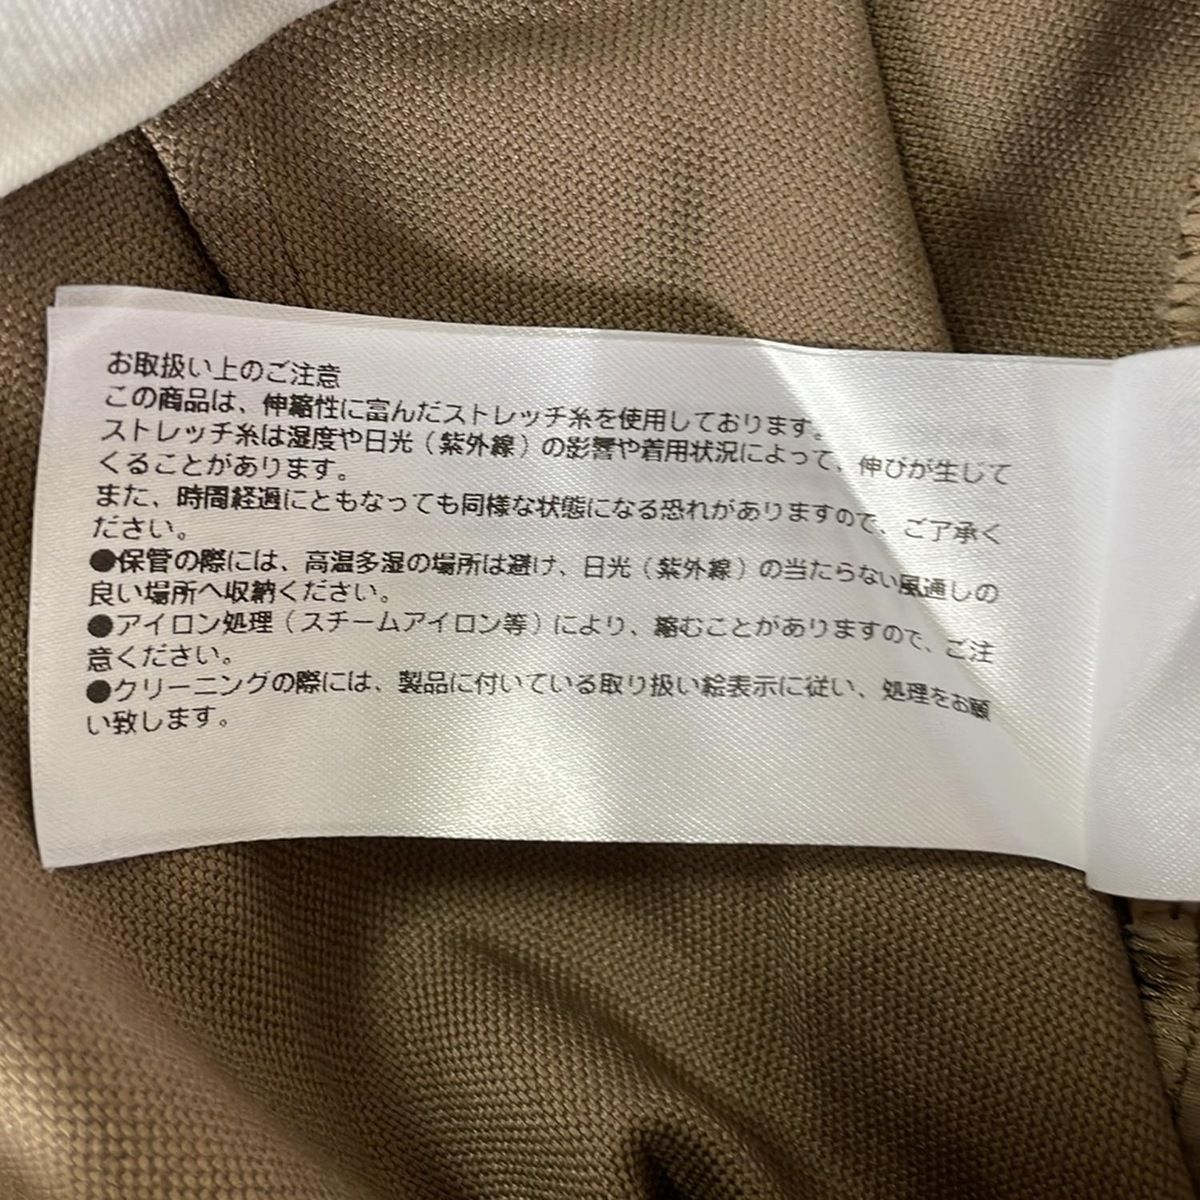 お取扱い上のご注意
この商品は、伸縮性に富んだストレッチ糸を使用しております。
ストレッチ糸は湿度や日光（紫外線）の影響や着用状況によって、伸びが生じて
くることがあります。
また、時間経過にともなっても同様な状態になる恐れがありますので、ご了承く
ださい。
●保管の際には、高温多湿の場所は避け、日光（紫外線）の当たらない風通しの
良い場所へ収納ください。
●アイロン処理（スチームアイロン等）により、縮むことがありますので、ご注
意ください。
●クリーニングの際には、製品に付いている取り扱い絵表示に従い、処理をお願
い致します。